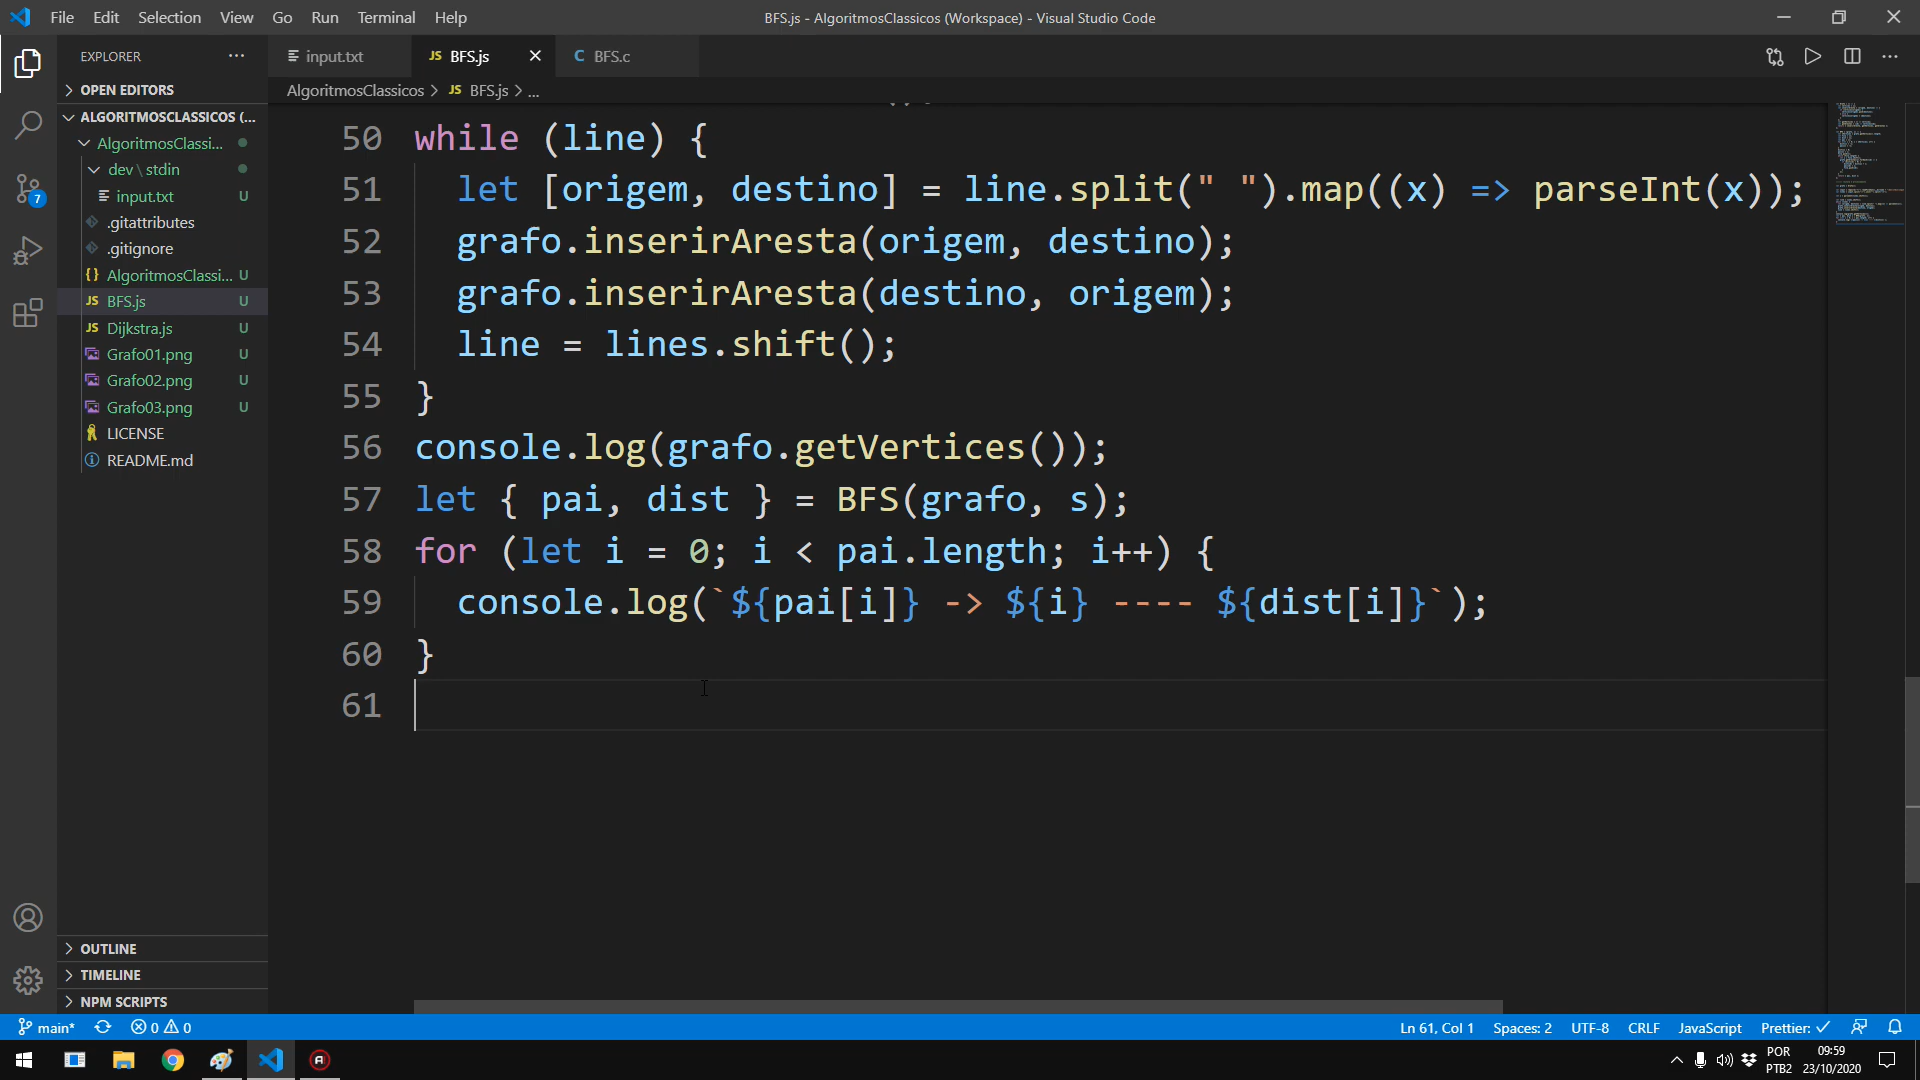 File Edit Selection View Go Run Terminal Help
BFS.js - AlgoritmosClassicos (Workspace) - Visual Studio Code
EXPLORER
input.txt
JS BFS.js
C BFS.c
OPEN EDITORS
AlgoritmosClassicos > JS BFS.js > ...
ALGORITMOSCLASSICOS (...
AlgoritmosClassi...
dev \ stdin
input.txt U
.gitattributes
.gitignore
{} AlgoritmosClassi... U
JS BFS.js U
JS Dijkstra.js U
Grafo01.png U
Grafo02.png U
Grafo03.png U
LICENSE
README.md
7
50 while (line) {
51 let [origem, destino] = line.split(" ").map((x) => parseInt(x));
52 grafo.inserirAresta(origem, destino);
53 grafo.inserirAresta(destino, origem);
54 line = lines.shift();
55 }
56 console.log(grafo.getVertices());
57 let { pai, dist } = BFS(grafo, s);
58 for (let i = 0; i < pai.length; i++) {
59 console.log(`${pai[i]} -> ${i} ---- ${dist[i]}`);
60 }
61
OUTLINE
TIMELINE
NPM SCRIPTS
main* 0 0
Ln 61, Col 1 Spaces: 2 UTF-8 CRLF JavaScript Prettier: ✓
POR
PTB2
09:59
23/10/2020